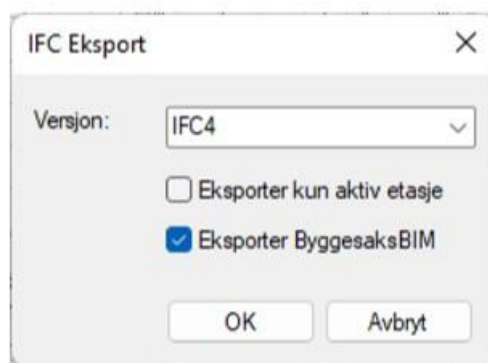 IFC Eksport
Versjon: IFC4
Eksporter kun aktiv etasje
Eksporter ByggesaksBIM
OK Avbryt